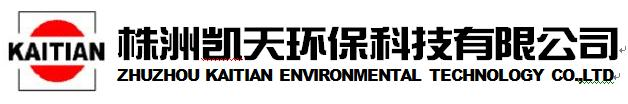 KAITIAN
株洲凯天环保科技有限公司
ZHUZHOU KAITIAN ENVIRONMENTAL TECHNOLOGY CO.,LTD